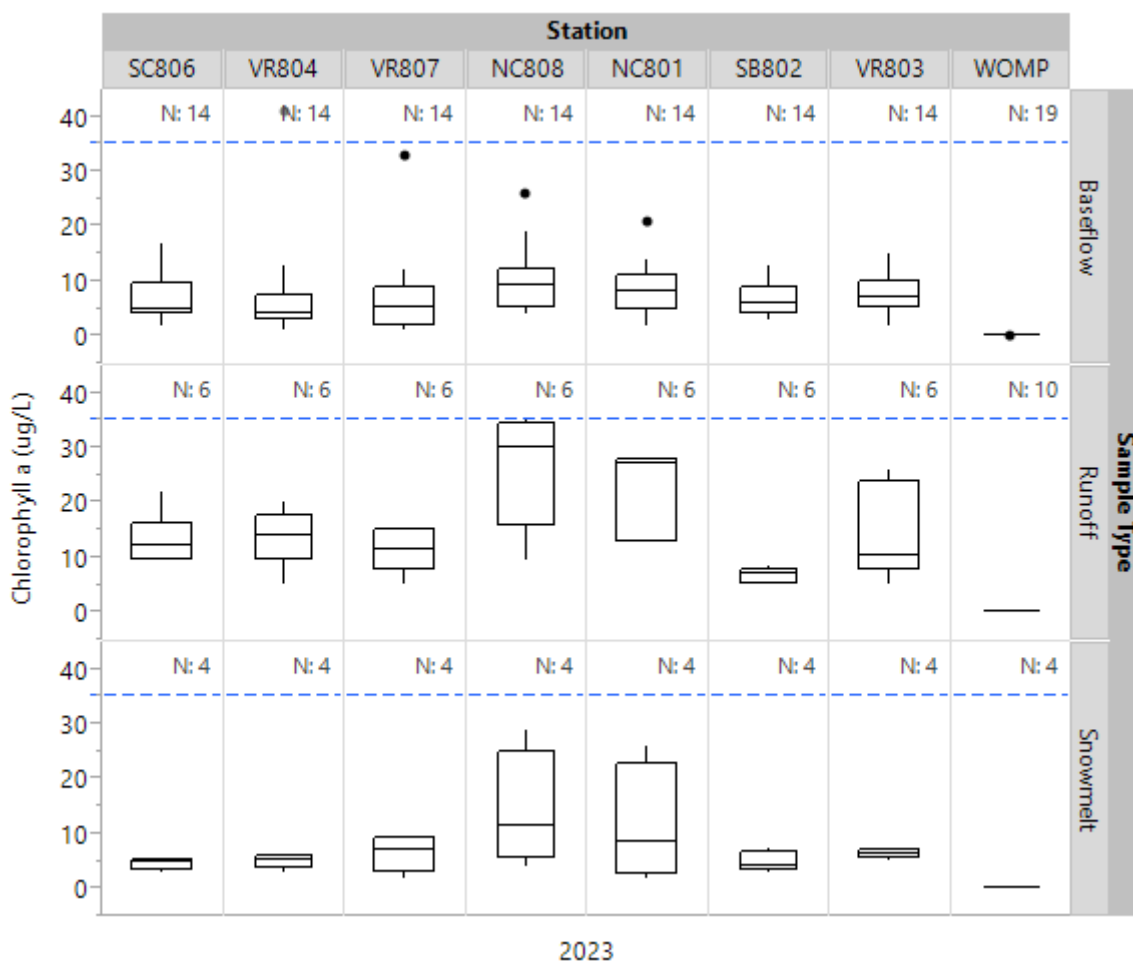 Station
SC806 VR804 VR807 NC808 NC801 SB802 VR803 WOMP
40 N: 14 N: 14 N: 14 N: 14 N: 14 N: 14 N: 14 N: 19
30
20
10
0
Baseflow
40 N: 6 N: 6 N: 6 N: 6 N: 6 N: 6 N: 6 N: 10
30
20
10
0
Runoff
40 N: 4 N: 4 N: 4 N: 4 N: 4 N: 4 N: 4 N: 4
30
20
10
0
Snowmelt
Chlorophyll a (ug/L)
Sample Type
2023